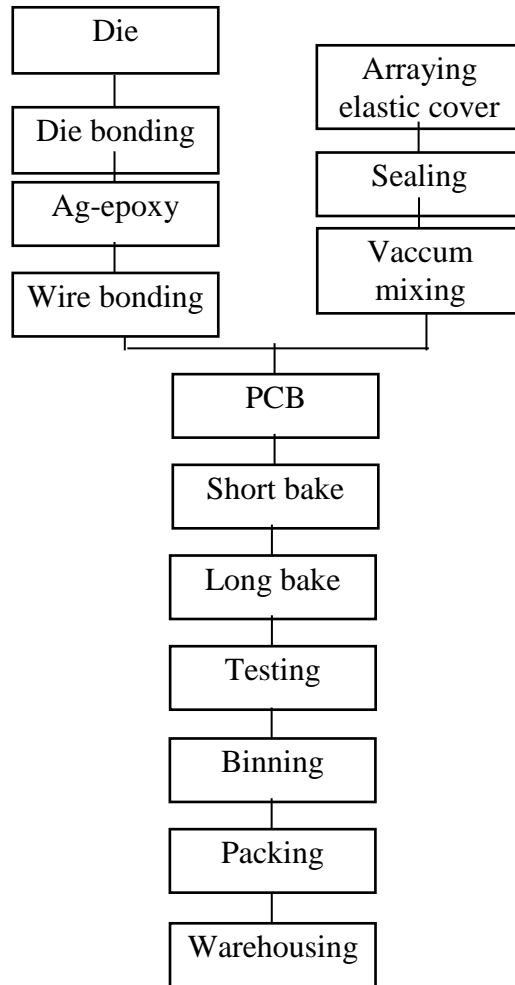 Die
Die bonding
Ag-epoxy
Wire bonding
Arraying
elastic cover
Sealing
Vaccum
mixing
PCB
Short bake
Long bake
Testing
Binning
Packing
Warehousing